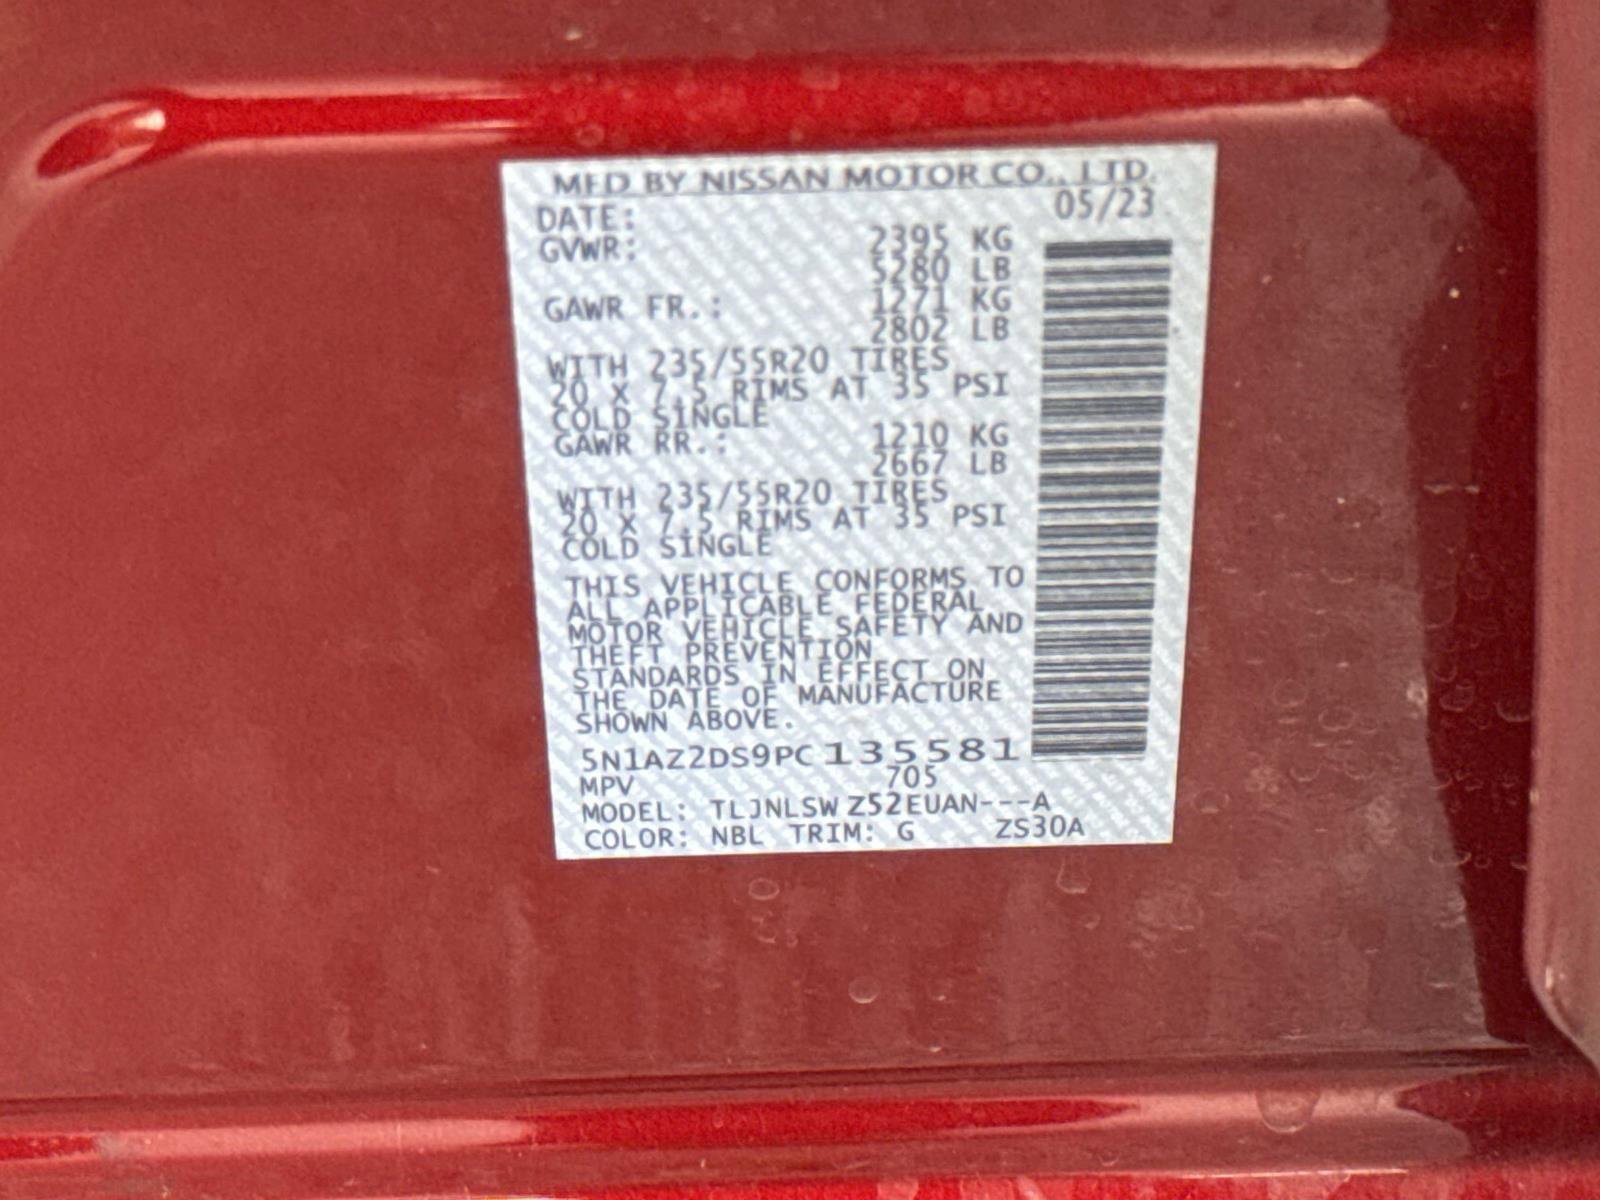 MFD BY NISSAN MOTOR CO., LTD.
DATE: 05/23
GVWR: 2395 KG
5280 LB
GAWR FR.: 1271 KG
2802 LB
WITH 235/55R20 TIRES
20 X 7.5 RIMS AT 35 PSI
COLD SINGLE
GAWR RR.: 1210 KG
2667 LB
WITH 235/55R20 TIRES
20 X 7.5 RIMS AT 35 PSI
COLD SINGLE
THIS VEHICLE CONFORMS TO
ALL APPLICABLE FEDERAL
MOTOR VEHICLE SAFETY AND
THEFT PREVENTION
STANDARDS IN EFFECT ON
THE DATE OF MANUFACTURE
SHOWN ABOVE.
5N1AZ2DS9PC135581
MPV 705
MODEL: TLJNLSW Z52EUAN---A
COLOR: NBL TRIM: G ZS30A